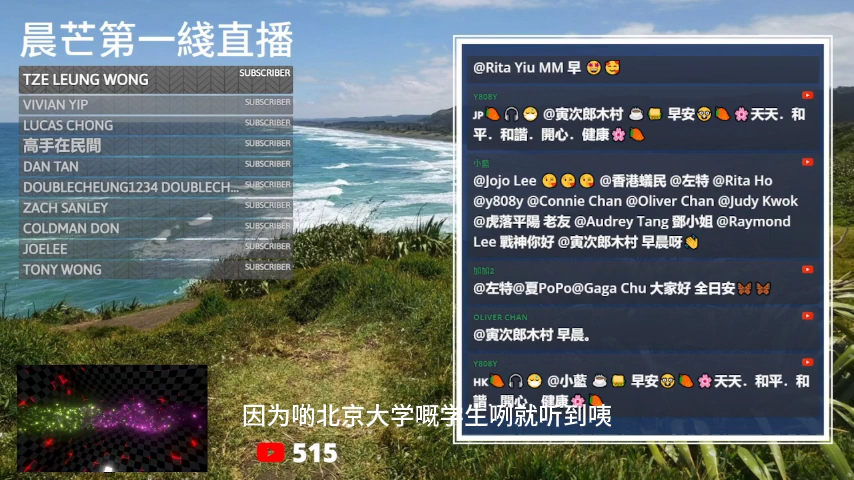 晨芒第一綫直播
TZE LEUNG WONG SUBSCRIBER
VIVIAN YIP SUBSCRIBER
LUCAS CHONG SUBSCRIBER
高手在民間 SUBSCRIBER
DAN TAN SUBSCRIBER
DOUBLECHEUNG1234 DOUBLECH... SUBSCRIBER
ZACH SANLEY SUBSCRIBER
COLDMAN DON SUBSCRIBER
JOELEE SUBSCRIBER
TONY WONG SUBSCRIBER
@Rita Yiu MM 早 😍 🥰
Y808Y
JP🥕🎧😷 @寅次郎木村 ☕🍞 早安🤓🥕🌸天天．和
平．和諧．開心．健康🌸🥕
小藍
@Jojo Lee 😘 😘 😘 @香港蟻民 @左特 @Rita Ho
@y808y @Connie Chan @Oliver Chan @Judy Kwok
@虎落平陽 老友 @Audrey Tang 鄧小姐 @Raymond
Lee 戰神你好 @寅次郎木村 早晨呀👋
加加2
@左特@夏PoPo@Gaga Chu 大家好 全日安🦋 🦋
OLIVER CHAN
@寅次郎木村 早晨。
Y808Y
HK🥕🎧😷 @小藍 ☕🍞 早安🤓🥕🌸天天．和平．和
諧．開心．健康🌸🥕
因为啲北京大学嘅学生咧就听到咦
515